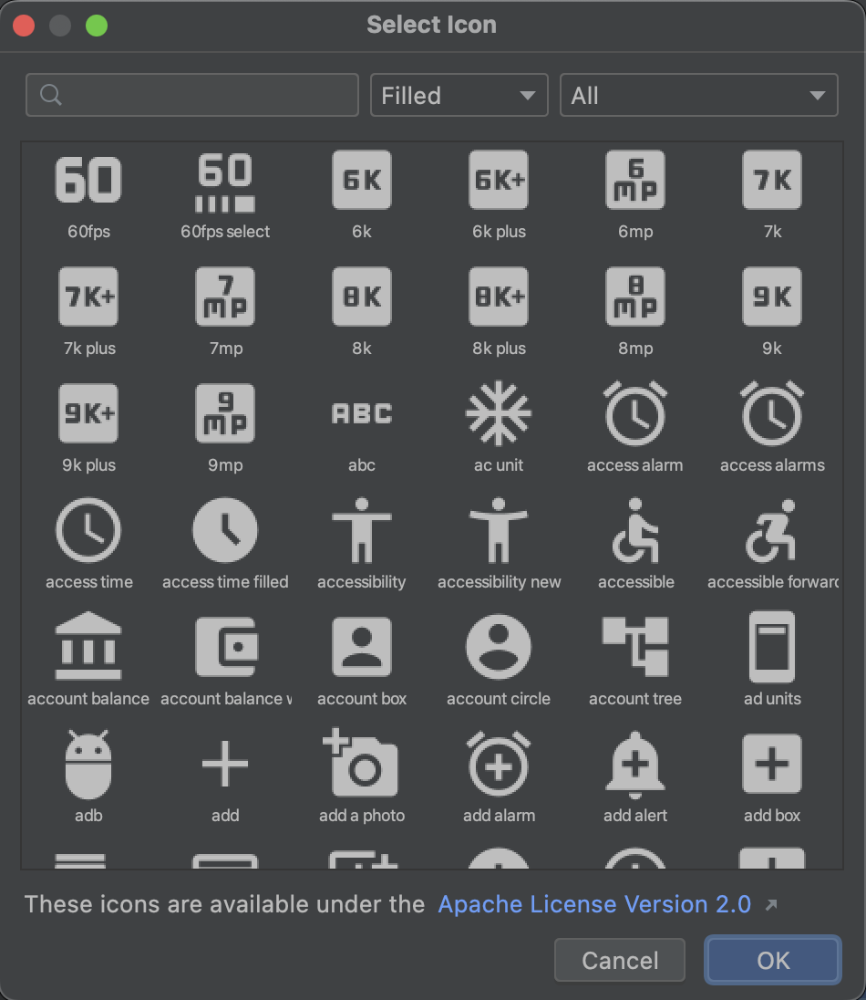 Select Icon
Filled All
60 60 6K 6K+ 6 MP 7K
60fps 60fps select 6k 6k plus 6mp 7k
7K+ 7 MP 8K 8K+ 8 MP 9K
7k plus 7mp 8k 8k plus 8mp 9k
9K+ 9 MP ABC
9k plus 9mp abc ac unit access alarm access alarms
access time access time filled accessibility accessibility new accessible accessible forward
account balance account balance v account box account circle account tree ad units
adb add add a photo add alarm add alert add box
These icons are available under the Apache License Version 2.0
Cancel OK